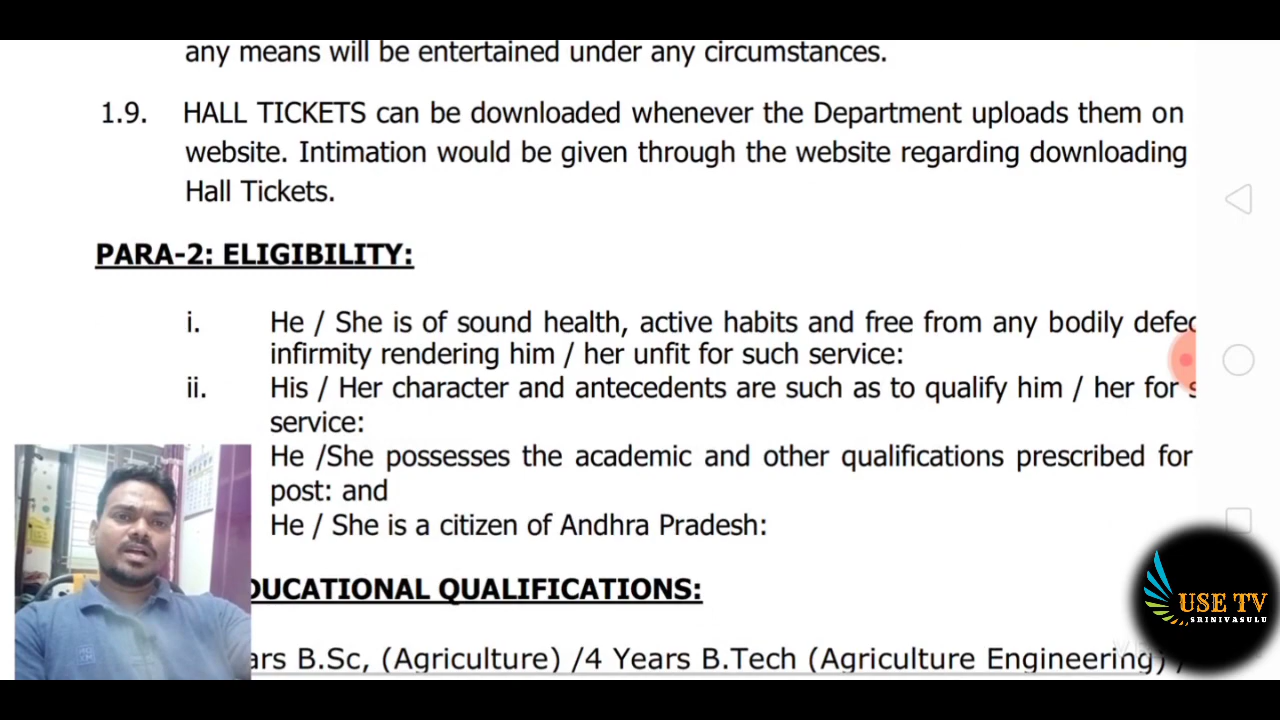 any means will be entertained under any circumstances.
1.9. HALL TICKETS can be downloaded whenever the Department uploads them on
website. Intimation would be given through the website regarding downloading
Hall Tickets.
PARA-2: ELIGIBILITY:
i. He / She is of sound health, active habits and free from any bodily defec
infirmity rendering him / her unfit for such service:
ii. His / Her character and antecedents are such as to qualify him / her for s
service:
He /She possesses the academic and other qualifications prescribed for
post: and
He / She is a citizen of Andhra Pradesh:
DUCATIONAL QUALIFICATIONS:
ars B.Sc, (Agriculture) /4 Years B.Tech (Agriculture Engineering) /
USE TV
SRINIVASULU